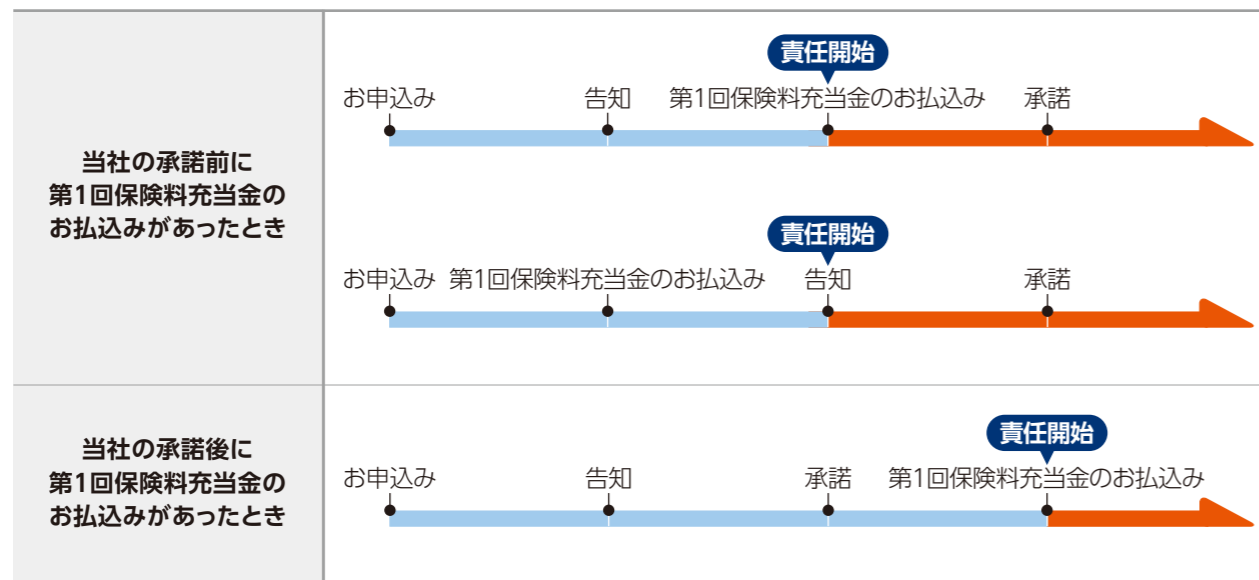 当社の承諾前に
第1回保険料充当金の
お払込みがあったとき
責任開始
お申込み 告知 第1回保険料充当金のお払込み 承諾
責任開始
お申込み 第1回保険料充当金のお払込み 告知 承諾
当社の承諾後に
第1回保険料充当金の
お払込みがあったとき
責任開始
お申込み 告知 承諾 第1回保険料充当金のお払込み